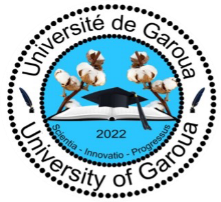 Université de Garoua
2022
Scientia - Innovatio - Progressus
University of Garoua